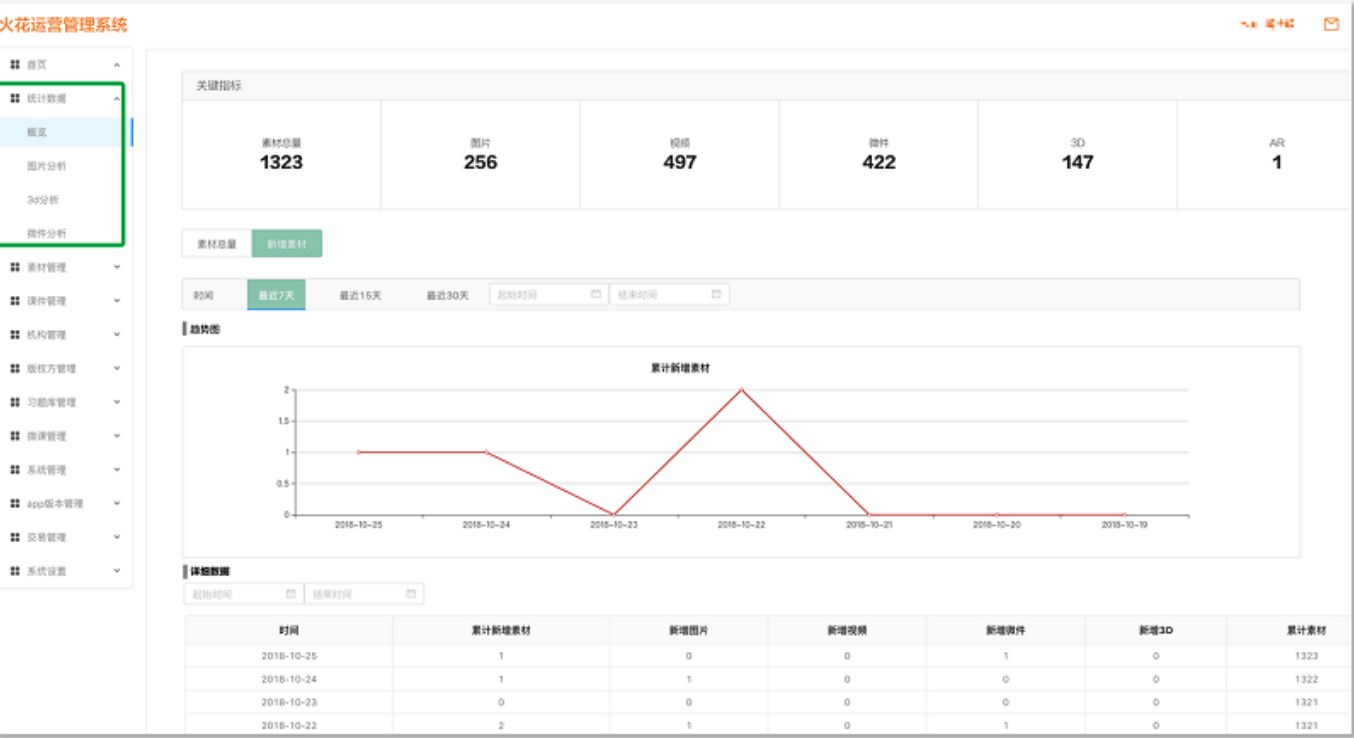 火花运营管理系统
首页
统计数据
概览
图片分析
3d分析
微件分析
素材管理
课件管理
机构管理
版权方管理
习题库管理
微课管理
系统管理
app版本管理
交易管理
系统设置
关键指标
素材总量 图片 视频 微件 3D AR
1323 256 497 422 147 1
素材总量 新增素材
时间 最近7天 最近15天 最近30天 起始时间 结束时间
趋势图
累计新增素材
2
1.5
1
0.5
0
2018-10-25 2018-10-24 2018-10-23 2018-10-22 2018-10-21 2018-10-20 2018-10-19
详细数据
起始时间 结束时间
时间 累计新增素材 新增图片 新增视频 新增微件 新增3D 累计素材
2018-10-25 1 0 0 1 0 1323
2018-10-24 1 1 0 0 0 1322
2018-10-23 0 0 0 0 0 1321
2018-10-22 2 1 0 1 0 1321